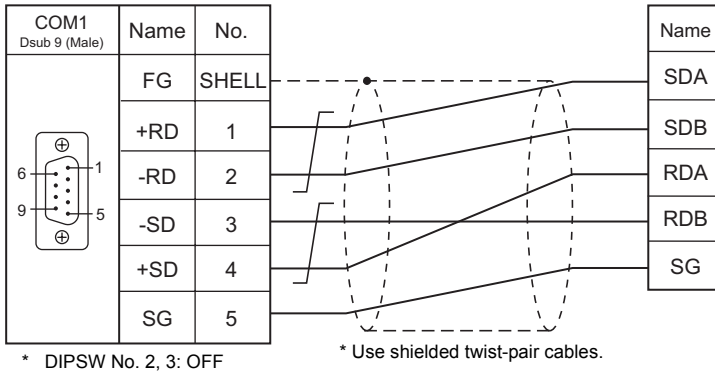 COM1
Dsub 9 (Male)
Name No.
Name
FG SHELL
SDA
+RD 1
SDB
-RD 2
RDA
-SD 3
RDB
+SD 4
SG
SG 5
6
1
9
5
* DIPSW No. 2, 3: OFF
* Use shielded twist-pair cables.